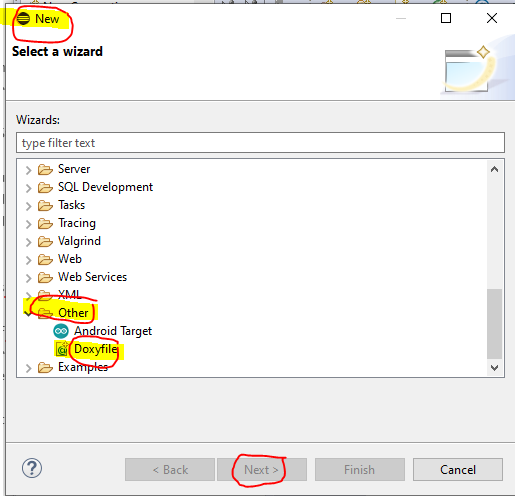 New
Select a wizard
Wizards:
type filter text
Server
SQL Development
Tasks
Tracing
Valgrind
Web
Web Services
XML
Other
Android Target
Doxyfile
Examples
< Back Next > Finish Cancel